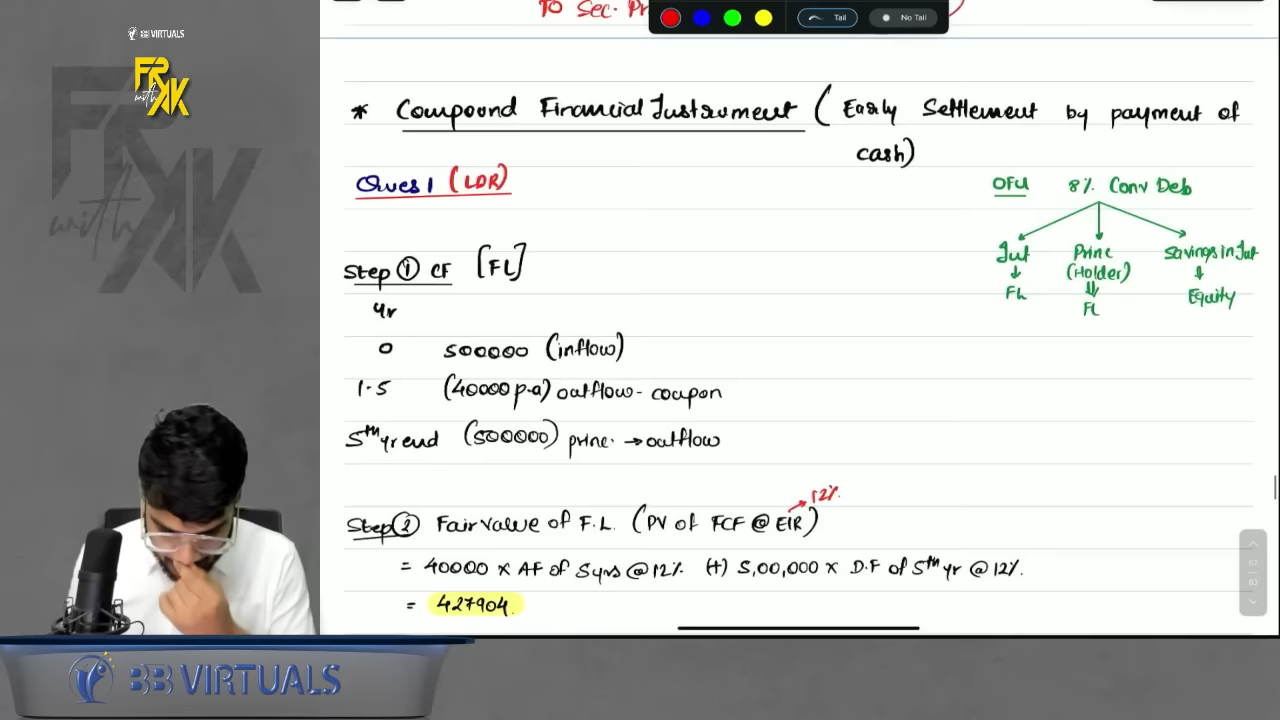 BB VIRTUALS
FR
with
KK
To Sec. Pr
Tail
No Tail
* Compound Financial Instrument ( Early Settlement by payment of
cash)
Ques 1 (LDR)
OFCI 8% Conv Deb
Int Princ (Holder) Savings in Int
FL FL Equity
Step ① CF [FL]
Yr
0 500000 (inflow)
1-5 (40000 p.a) outflow - coupon
5th yr end (500000) princ. → outflow
12%
Step ② Fair value of F.L. (PV of FCF @ EIR)
= 40000 x AF of 5yrs @ 12% (+) 5,00,000 x D.F of 5th yr @ 12%.
= 427904.
BB VIRTUALS